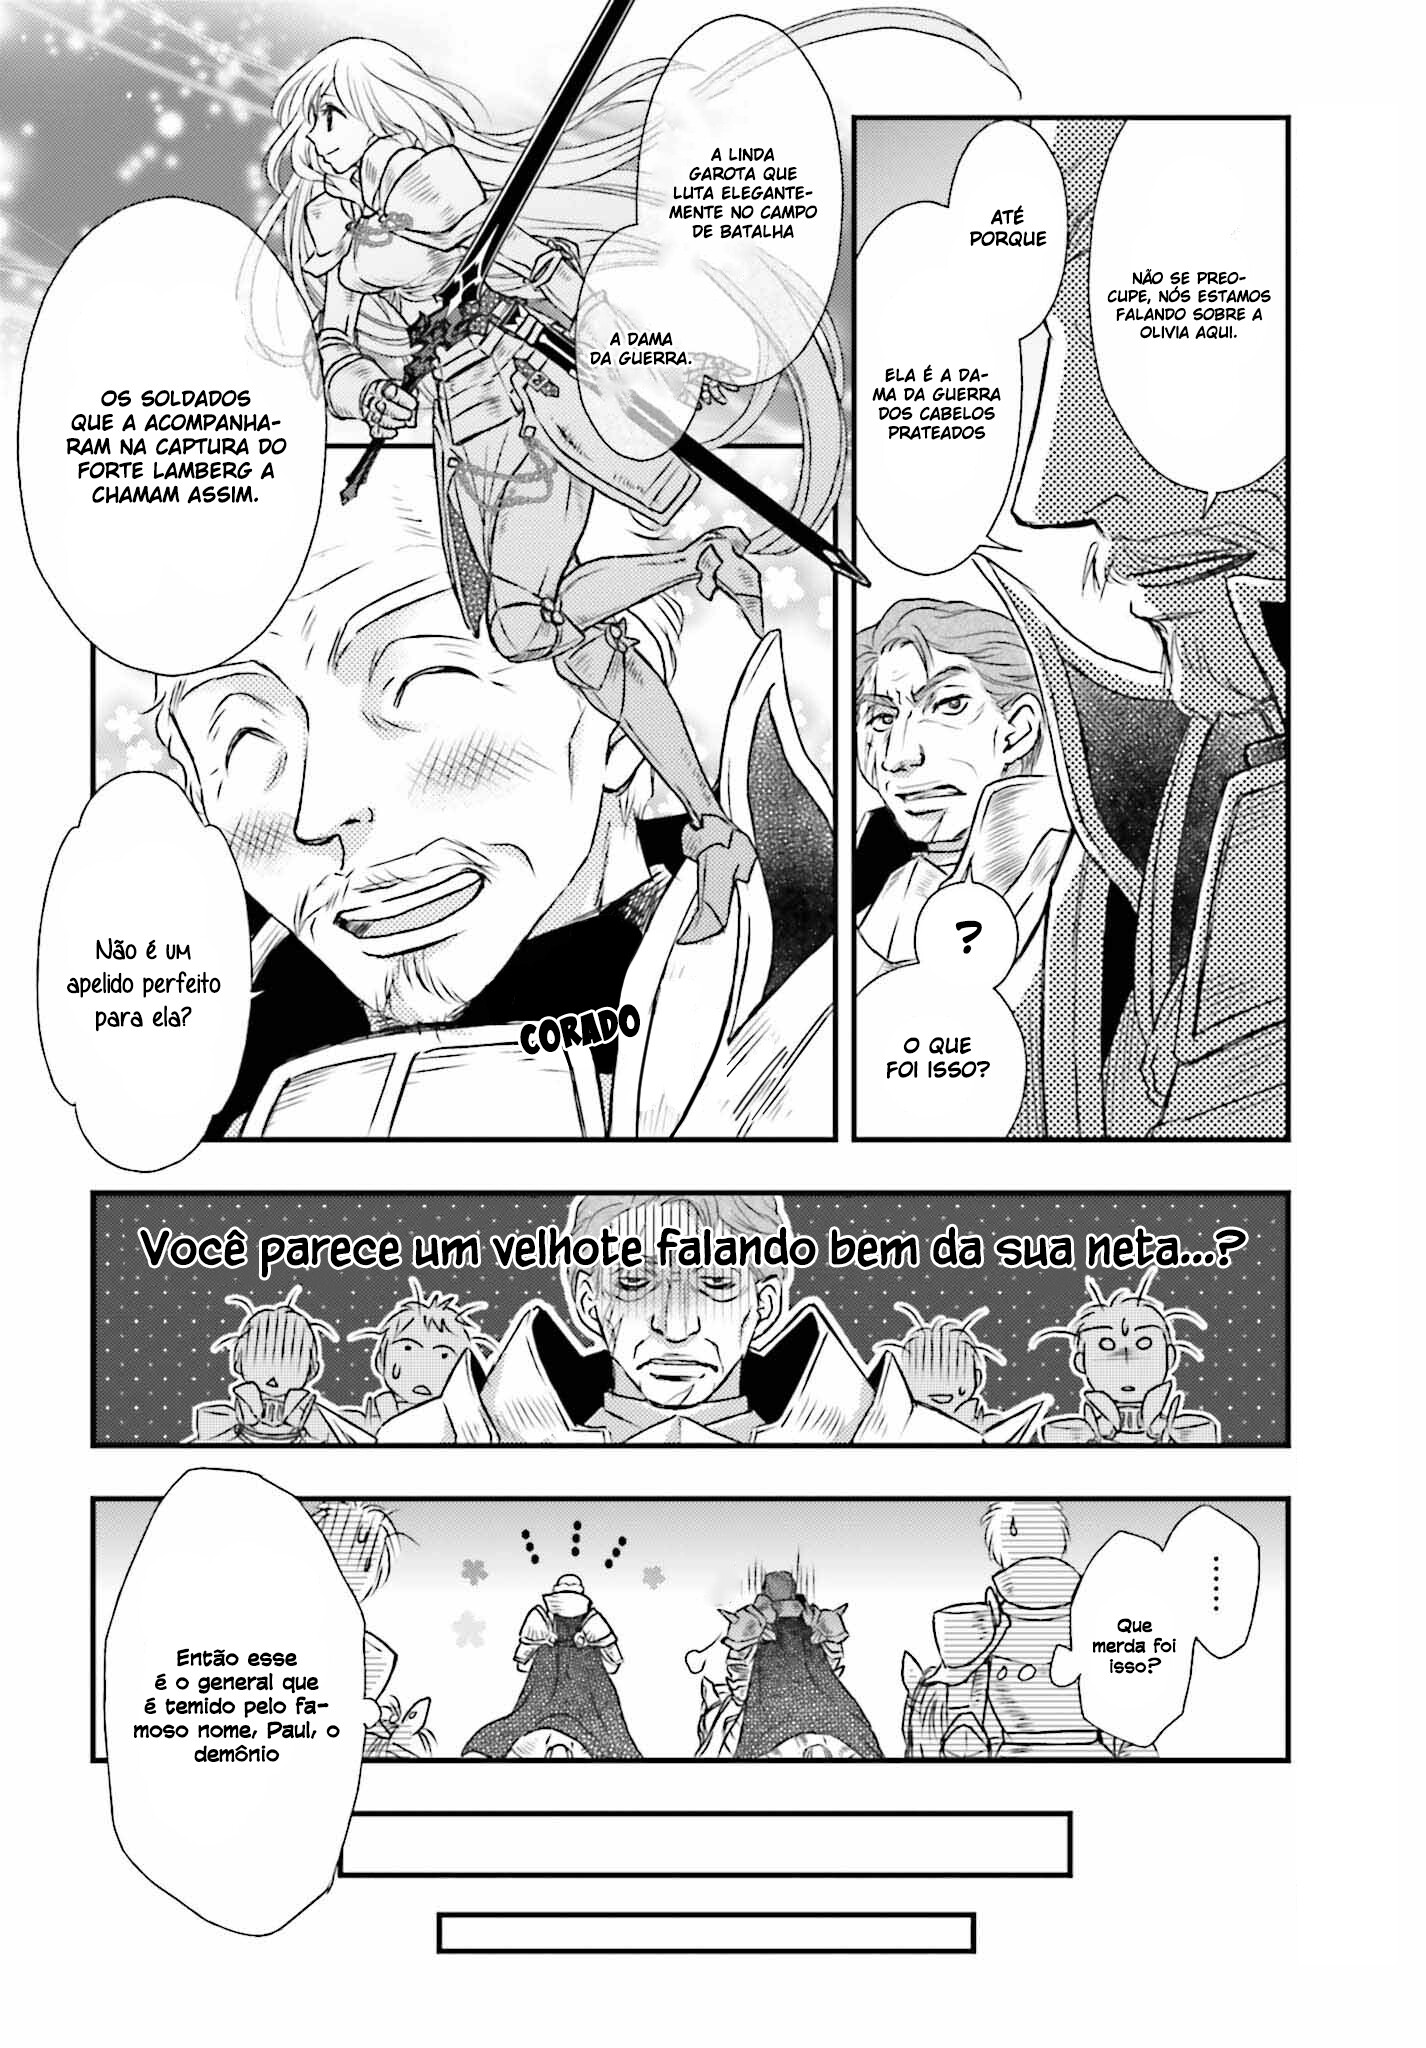 NÃO SE PREO-
CUPE, NÓS ESTAMOS
FALANDO SOBRE A
OLIVIA AQUI.
ATÉ
PORQUE
ELA É A DA-
MA DA GUERRA
DOS CABELOS
PRATEADOS
?
O QUE
FOI ISSO?
A LINDA
GAROTA QUE
LUTA ELEGANTE-
MENTE NO CAMPO
DE BATALHA
A DAMA
DA GUERRA.
OS SOLDADOS
QUE A ACOMPANHA-
RAM NA CAPTURA DO
FORTE LAMBERG A
CHAMAM ASSIM.
Não é um
apelido perfeito
para ela?
CORADO
Você parece um velhote falando bem da sua neta...?
......
Que
merda foi
isso?
Então esse
é o general que
é temido pelo fa-
moso nome, Paul, o
demônio